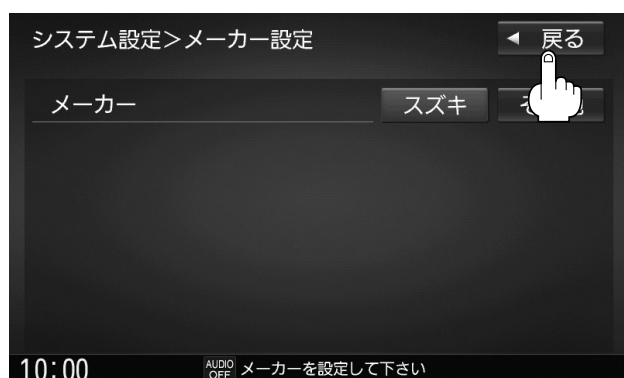 システム設定＞メーカー設定
◀ 戻る
メーカー
スズキ
10:00
AUDIO OFF
メーカーを設定して下さい